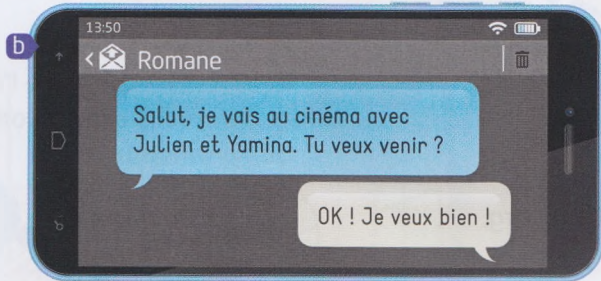 b
13:50
Romane
Salut, je vais au cinéma avec
Julien et Yamina. Tu veux venir ?
OK ! Je veux bien !